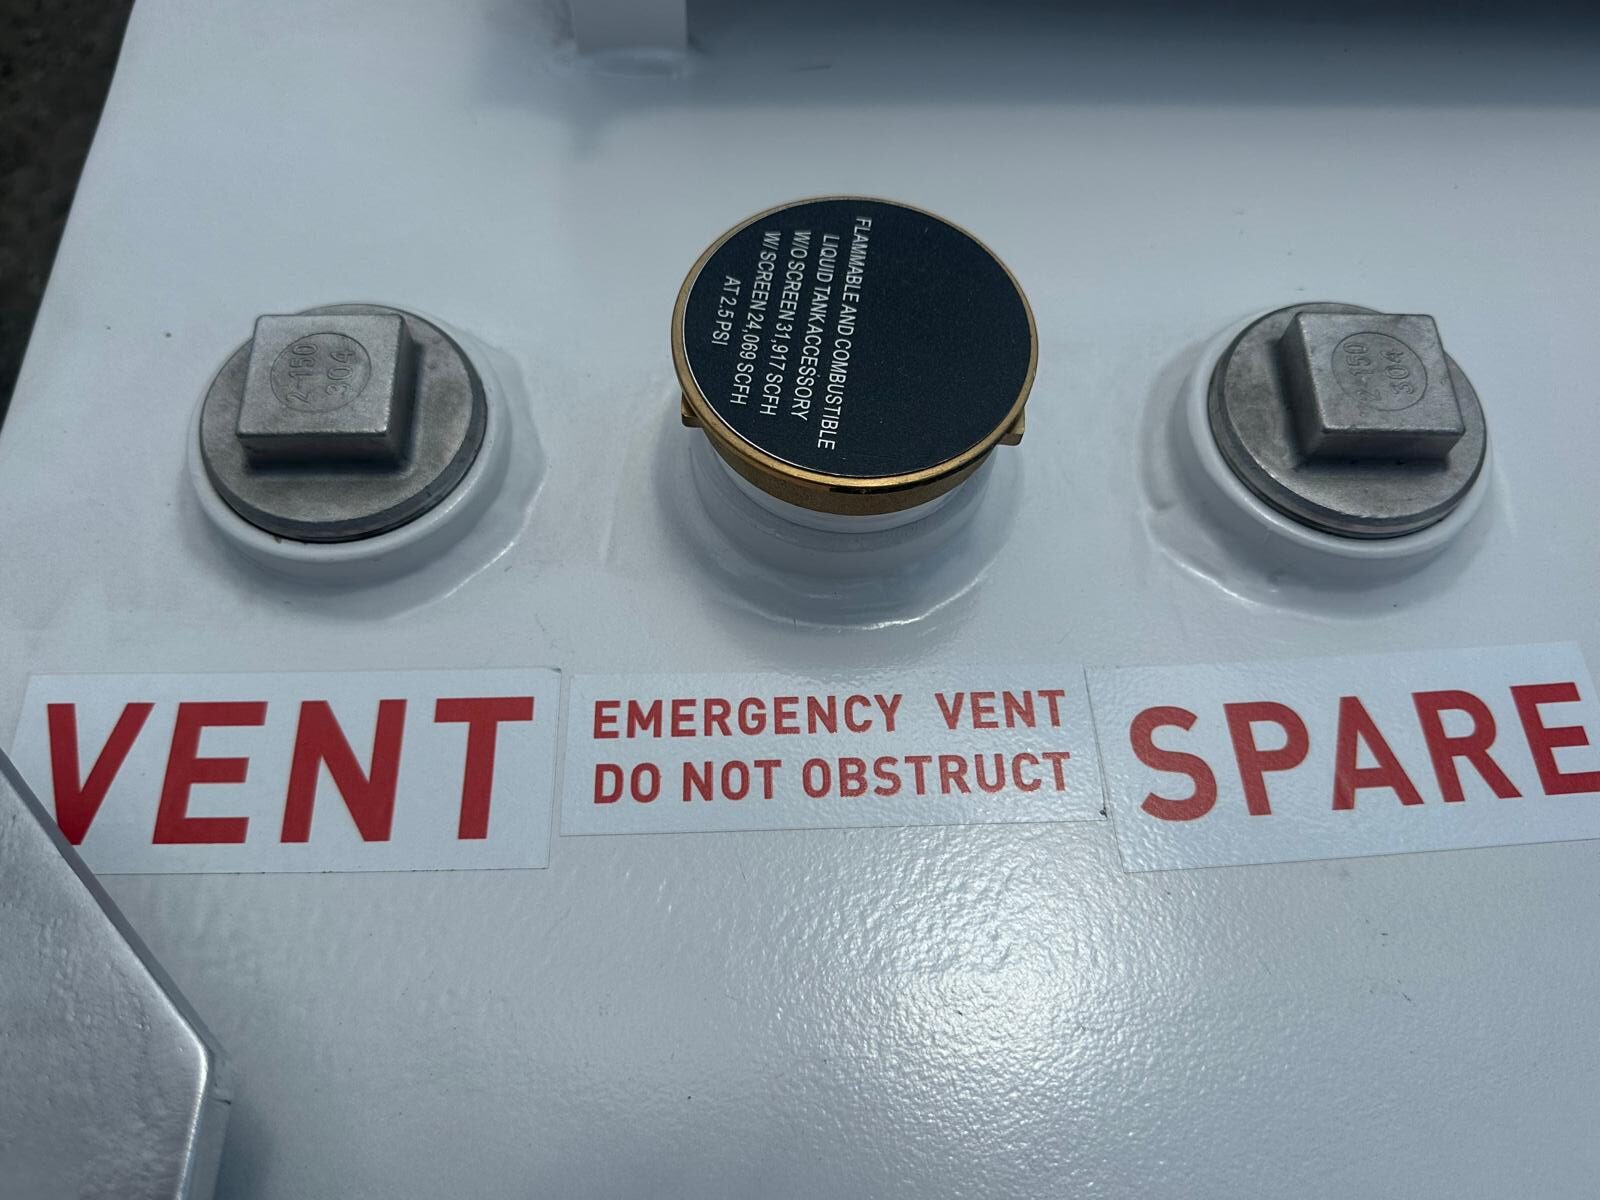 2-150
304
FLAMMABLE AND COMBUSTIBLE
LIQUID TANK ACCESSORY
W/O SCREEN 31,917 SCFH
W/ SCREEN 24,069 SCFH
AT 2.5 PSI
304
2-150
VENT
EMERGENCY VENT
DO NOT OBSTRUCT
SPARE